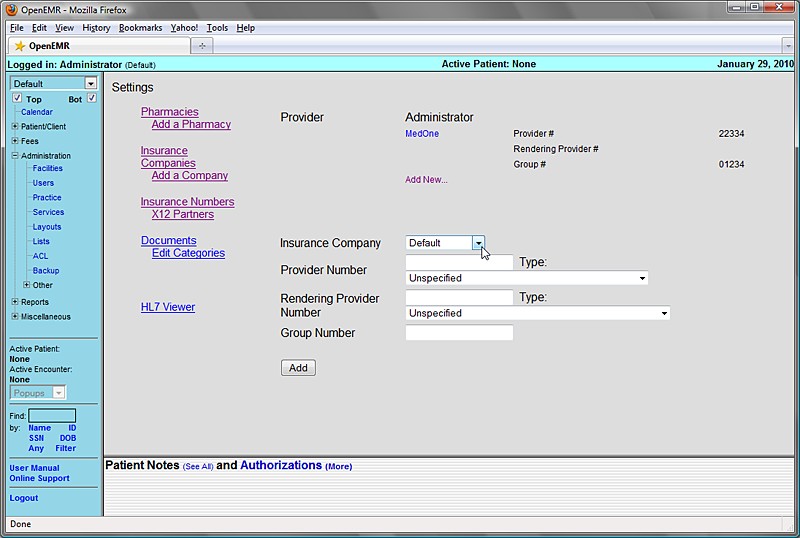 OpenEMR - Mozilla Firefox
File Edit View History Bookmarks Yahoo! Tools Help
OpenEMR
Logged in: Administrator (Default) Active Patient: None January 29, 2010
Default
Top Bot
Calendar
Patient/Client
Fees
Administration
Facilities
Users
Practice
Services
Layouts
Lists
ACL
Backup
Other
Reports
Miscellaneous
Active Patient:
None
Active Encounter:
None
Popups
Find:
by: Name ID
SSN DOB
Any Filter
User Manual
Online Support
Logout
Settings
Pharmacies
Add a Pharmacy
Insurance
Companies
Add a Company
Insurance Numbers
X12 Partners
Documents
Edit Categories
HL7 Viewer
Provider Administrator
MedOne Provider # 22334
Rendering Provider #
Group # 01234
Add New...
Insurance Company Default
Provider Number Type:
Unspecified
Rendering Provider Type:
Number Unspecified
Group Number
Add
Patient Notes (See All) and Authorizations (More)
Done